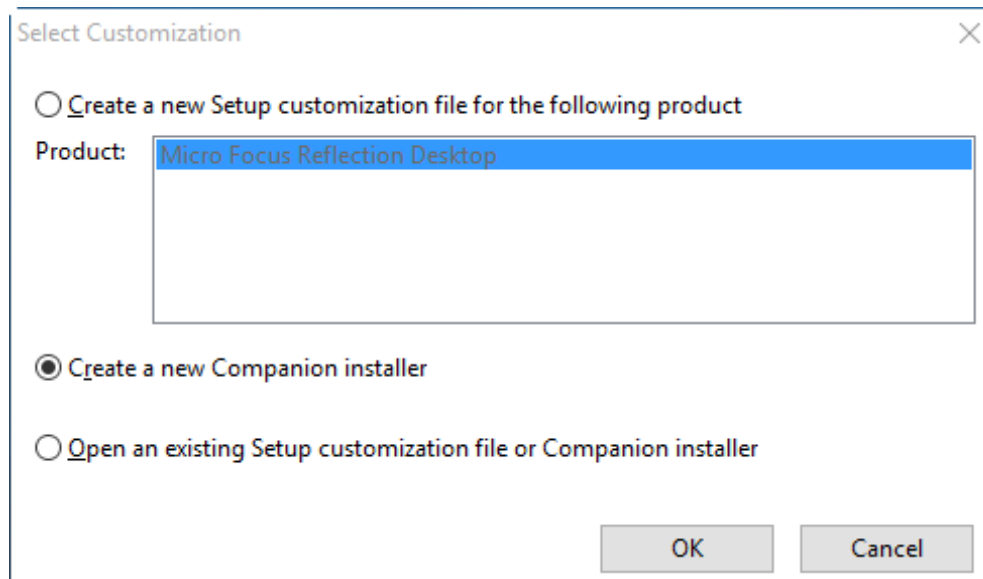 Select Customization
Create a new Setup customization file for the following product
Product:
Micro Focus Reflection Desktop
Create a new Companion installer
Open an existing Setup customization file or Companion installer
OK
Cancel